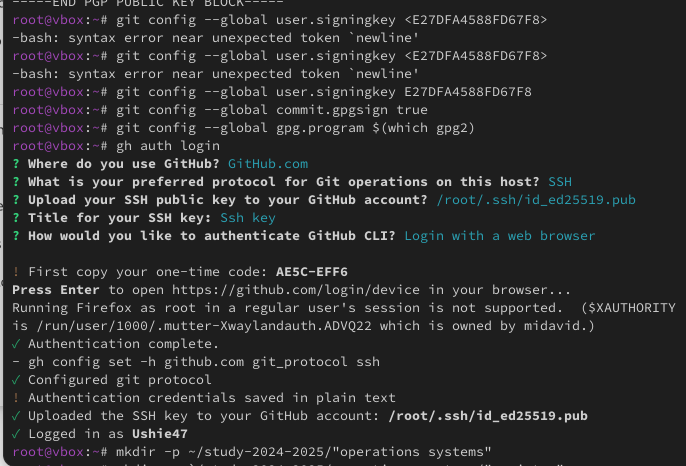 -----END PGP PUBLIC KEY BLOCK-----
root@vbox:~# git config --global user.signingkey <E27DFA4588FD67F8>
-bash: syntax error near unexpected token `newline'
root@vbox:~# git config --global user.signingkey <E27DFA4588FD67F8>
-bash: syntax error near unexpected token `newline'
root@vbox:~# git config --global user.signingkey E27DFA4588FD67F8
root@vbox:~# git config --global commit.gpgsign true
root@vbox:~# git config --global gpg.program $(which gpg2)
root@vbox:~# gh auth login
? Where do you use GitHub? GitHub.com
? What is your preferred protocol for Git operations on this host? SSH
? Upload your SSH public key to your GitHub account? /root/.ssh/id_ed25519.pub
? Title for your SSH key: Ssh key
? How would you like to authenticate GitHub CLI? Login with a web browser
! First copy your one-time code: AE5C-EFF6
Press Enter to open https://github.com/login/device in your browser...
Running Firefox as root in a regular user's session is not supported.  ($XAUTHORITY
is /run/user/1000/.mutter-Xwaylandauth.ADVQ22 which is owned by midavid.)
✓ Authentication complete.
- gh config set -h github.com git_protocol ssh
✓ Configured git protocol
! Authentication credentials saved in plain text
✓ Uploaded the SSH key to your GitHub account: /root/.ssh/id_ed25519.pub
✓ Logged in as Ushie47
root@vbox:~# mkdir -p ~/study-2024-2025/"operations systems"